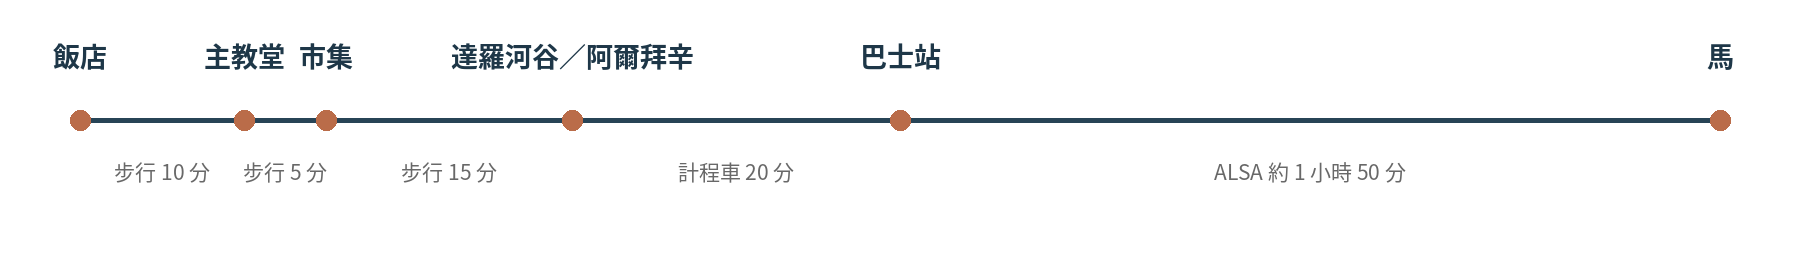 飯店 主教堂 市集 達羅河谷／阿爾拜辛 巴士站 馬
步行 10 分 步行 5 分 步行 15 分 計程車 20 分 ALSA 約 1 小時 50 分